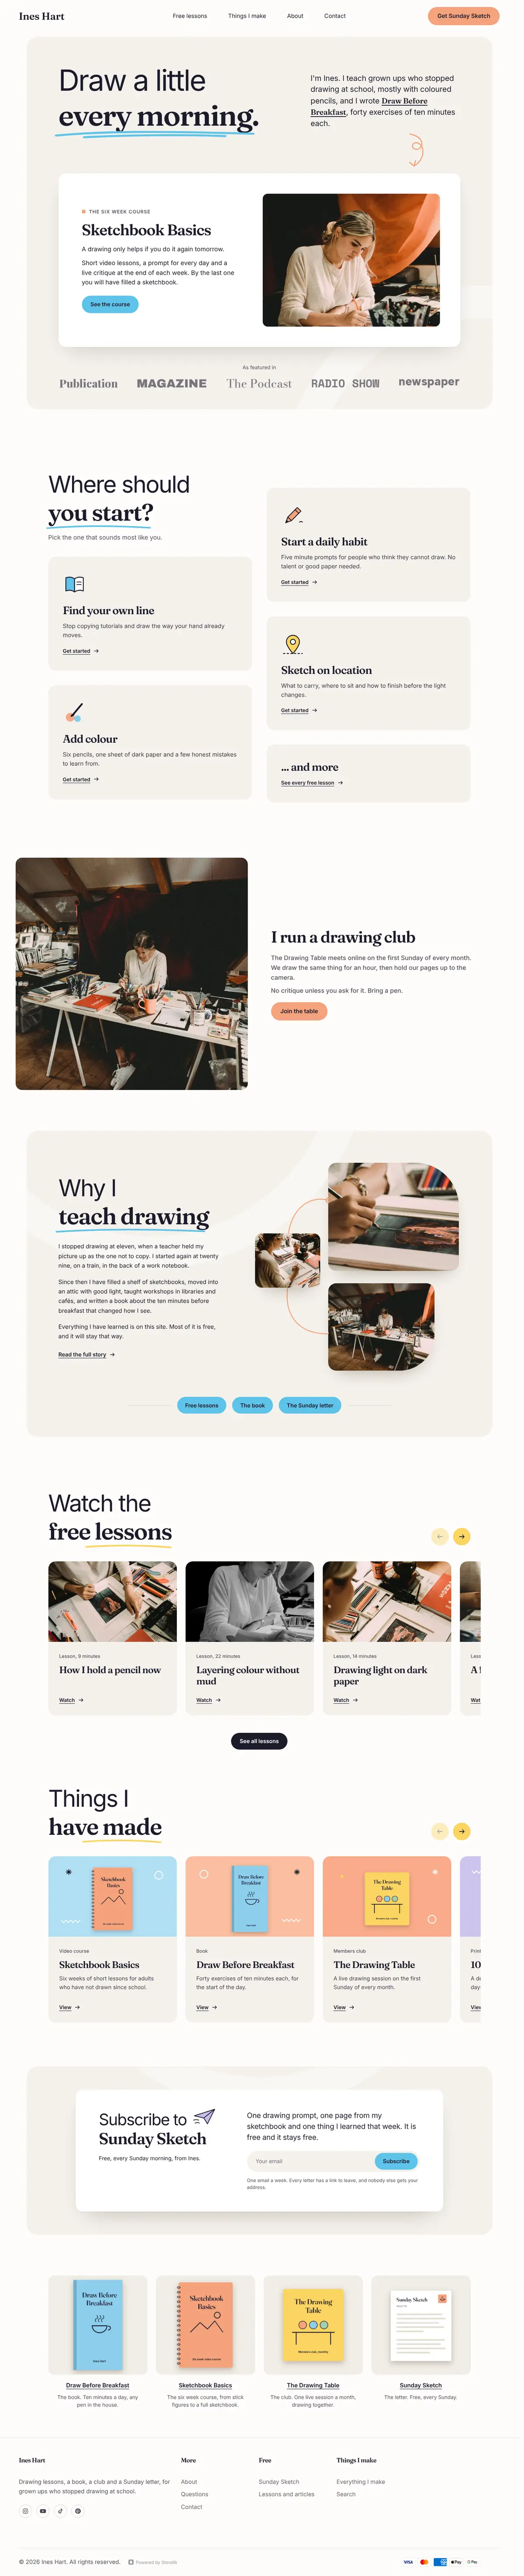 Ines Hart
Free lessons
Things I make
About
Contact
Get Sunday Sketch
Draw a little
every morning.
I'm Ines. I teach grown ups who stopped
drawing at school, mostly with coloured
pencils, and I wrote Draw Before
Breakfast, forty exercises of ten minutes
each.
THE SIX WEEK COURSE
Sketchbook Basics
A drawing only helps if you do it again tomorrow.
Short video lessons, a prompt for every day and a
live critique at the end of each week. By the last one
you will have filled a sketchbook.
See the course
As featured in
Publication
MAGAZINE
The Podcast
RADIO SHOW
newspaper
Where should
you start?
Pick the one that sounds most like you.
Find your own line
Stop copying tutorials and draw the way your hand already
moves.
Get started
Add colour
Six pencils, one sheet of dark paper and a few honest mistakes
to learn from.
Get started
Start a daily habit
Five minute prompts for people who think they cannot draw. No
talent or good paper needed.
Get started
Sketch on location
What to carry, where to sit and how to finish before the light
changes.
Get started
... and more
See every free lesson
I run a drawing club
The Drawing Table meets online on the first Sunday of every month.
We draw the same thing for an hour, then hold our pages up to the
camera.
No critique unless you ask for it. Bring a pen.
Join the table
Why I
teach drawing
I stopped drawing at eleven, when a teacher held my
picture up as the one not to copy. I started again at twenty
nine, on a train, in the back of a work notebook.
Since then I have filled a shelf of sketchbooks, moved into
an attic with good light, taught workshops in libraries and
cafés, and written a book about the ten minutes before
breakfast that changed how I see.
Everything I have learned is on this site. Most of it is free,
and it will stay that way.
Read the full story
Free lessons
The book
The Sunday letter
Watch the
free lessons
Lesson, 9 minutes
How I hold a pencil now
Watch
Lesson, 22 minutes
Layering colour without
mud
Watch
Lesson, 14 minutes
Drawing light on dark
paper
Watch
See all lessons
Things I
have made
Sketchbook
Basics
Video course
Sketchbook Basics
Six weeks of short lessons for adults
who have not drawn since school.
View
Draw Before
Breakfast
Book
Draw Before Breakfast
Forty exercises of ten minutes each, for
the start of the day.
View
The Drawing
Table
Members club
The Drawing Table
A live drawing session on the first
Sunday of every month.
View
Subscribe to
Sunday Sketch
Free, every Sunday morning, from Ines.
One drawing prompt, one page from my
sketchbook and one thing I learned that week. It is
free and it stays free.
Your email
Subscribe
One email a week. Every letter has a link to leave, and nobody else gets your
address.
Draw Before
Breakfast
Ines Hart
Draw Before Breakfast
The book. Ten minutes a day, any
pen in the house.
Sketchbook
Basics
Sketchbook Basics
The six week course, from stick
figures to a full sketchbook.
The Drawing
Table
The Drawing Table
The club. One live session a month,
drawing together.
Sunday Sketch
Sunday Sketch
The letter. Free, every Sunday.
Ines Hart
Drawing lessons, a book, a club and a Sunday letter, for
grown ups who stopped drawing at school.
More
About
Questions
Contact
Free
Sunday Sketch
Lessons and articles
Things I make
Everything I make
Search
© 2026 Ines Hart. All rights reserved.
VISA
Pay
G Pay